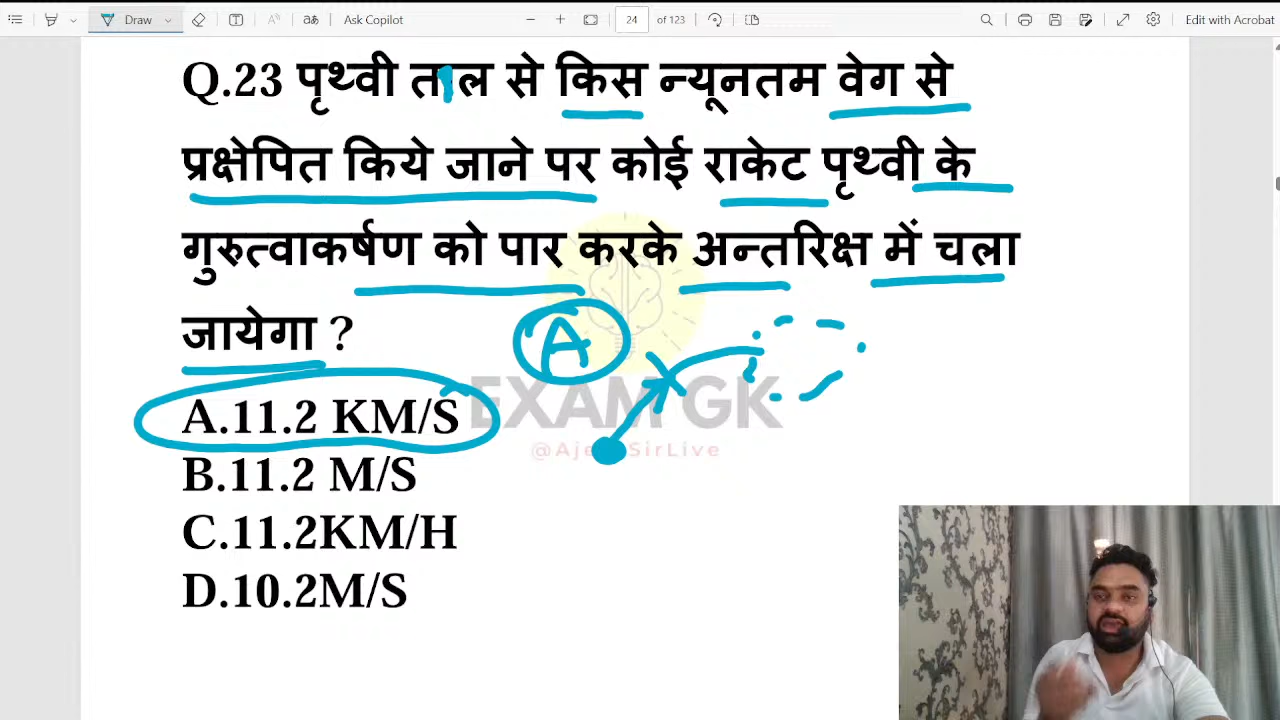 Draw
Ask Copilot
24 of 123
Edit with Acrobat
Q.23 पृथ्वी ताल से किस न्यूनतम वेग से
प्रक्षेपित किये जाने पर कोई राकेट पृथ्वी के
गुरुत्वाकर्षण को पार करके अन्तरिक्ष में चला
जायेगा ?
A
A.11.2 KM/S
EXAM GK
B.11.2 M/S
C.11.2KM/H
D.10.2M/S